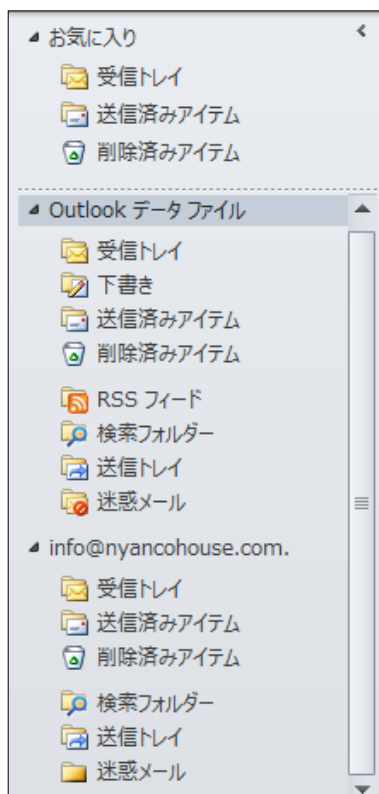 お気に入り
受信トレイ
送信済みアイテム
削除済みアイテム
Outlook データ ファイル
受信トレイ
下書き
送信済みアイテム
削除済みアイテム
RSS フィード
検索フォルダー
送信トレイ
迷惑メール
info@nyancohouse.com.
受信トレイ
送信済みアイテム
削除済みアイテム
検索フォルダー
送信トレイ
迷惑メール